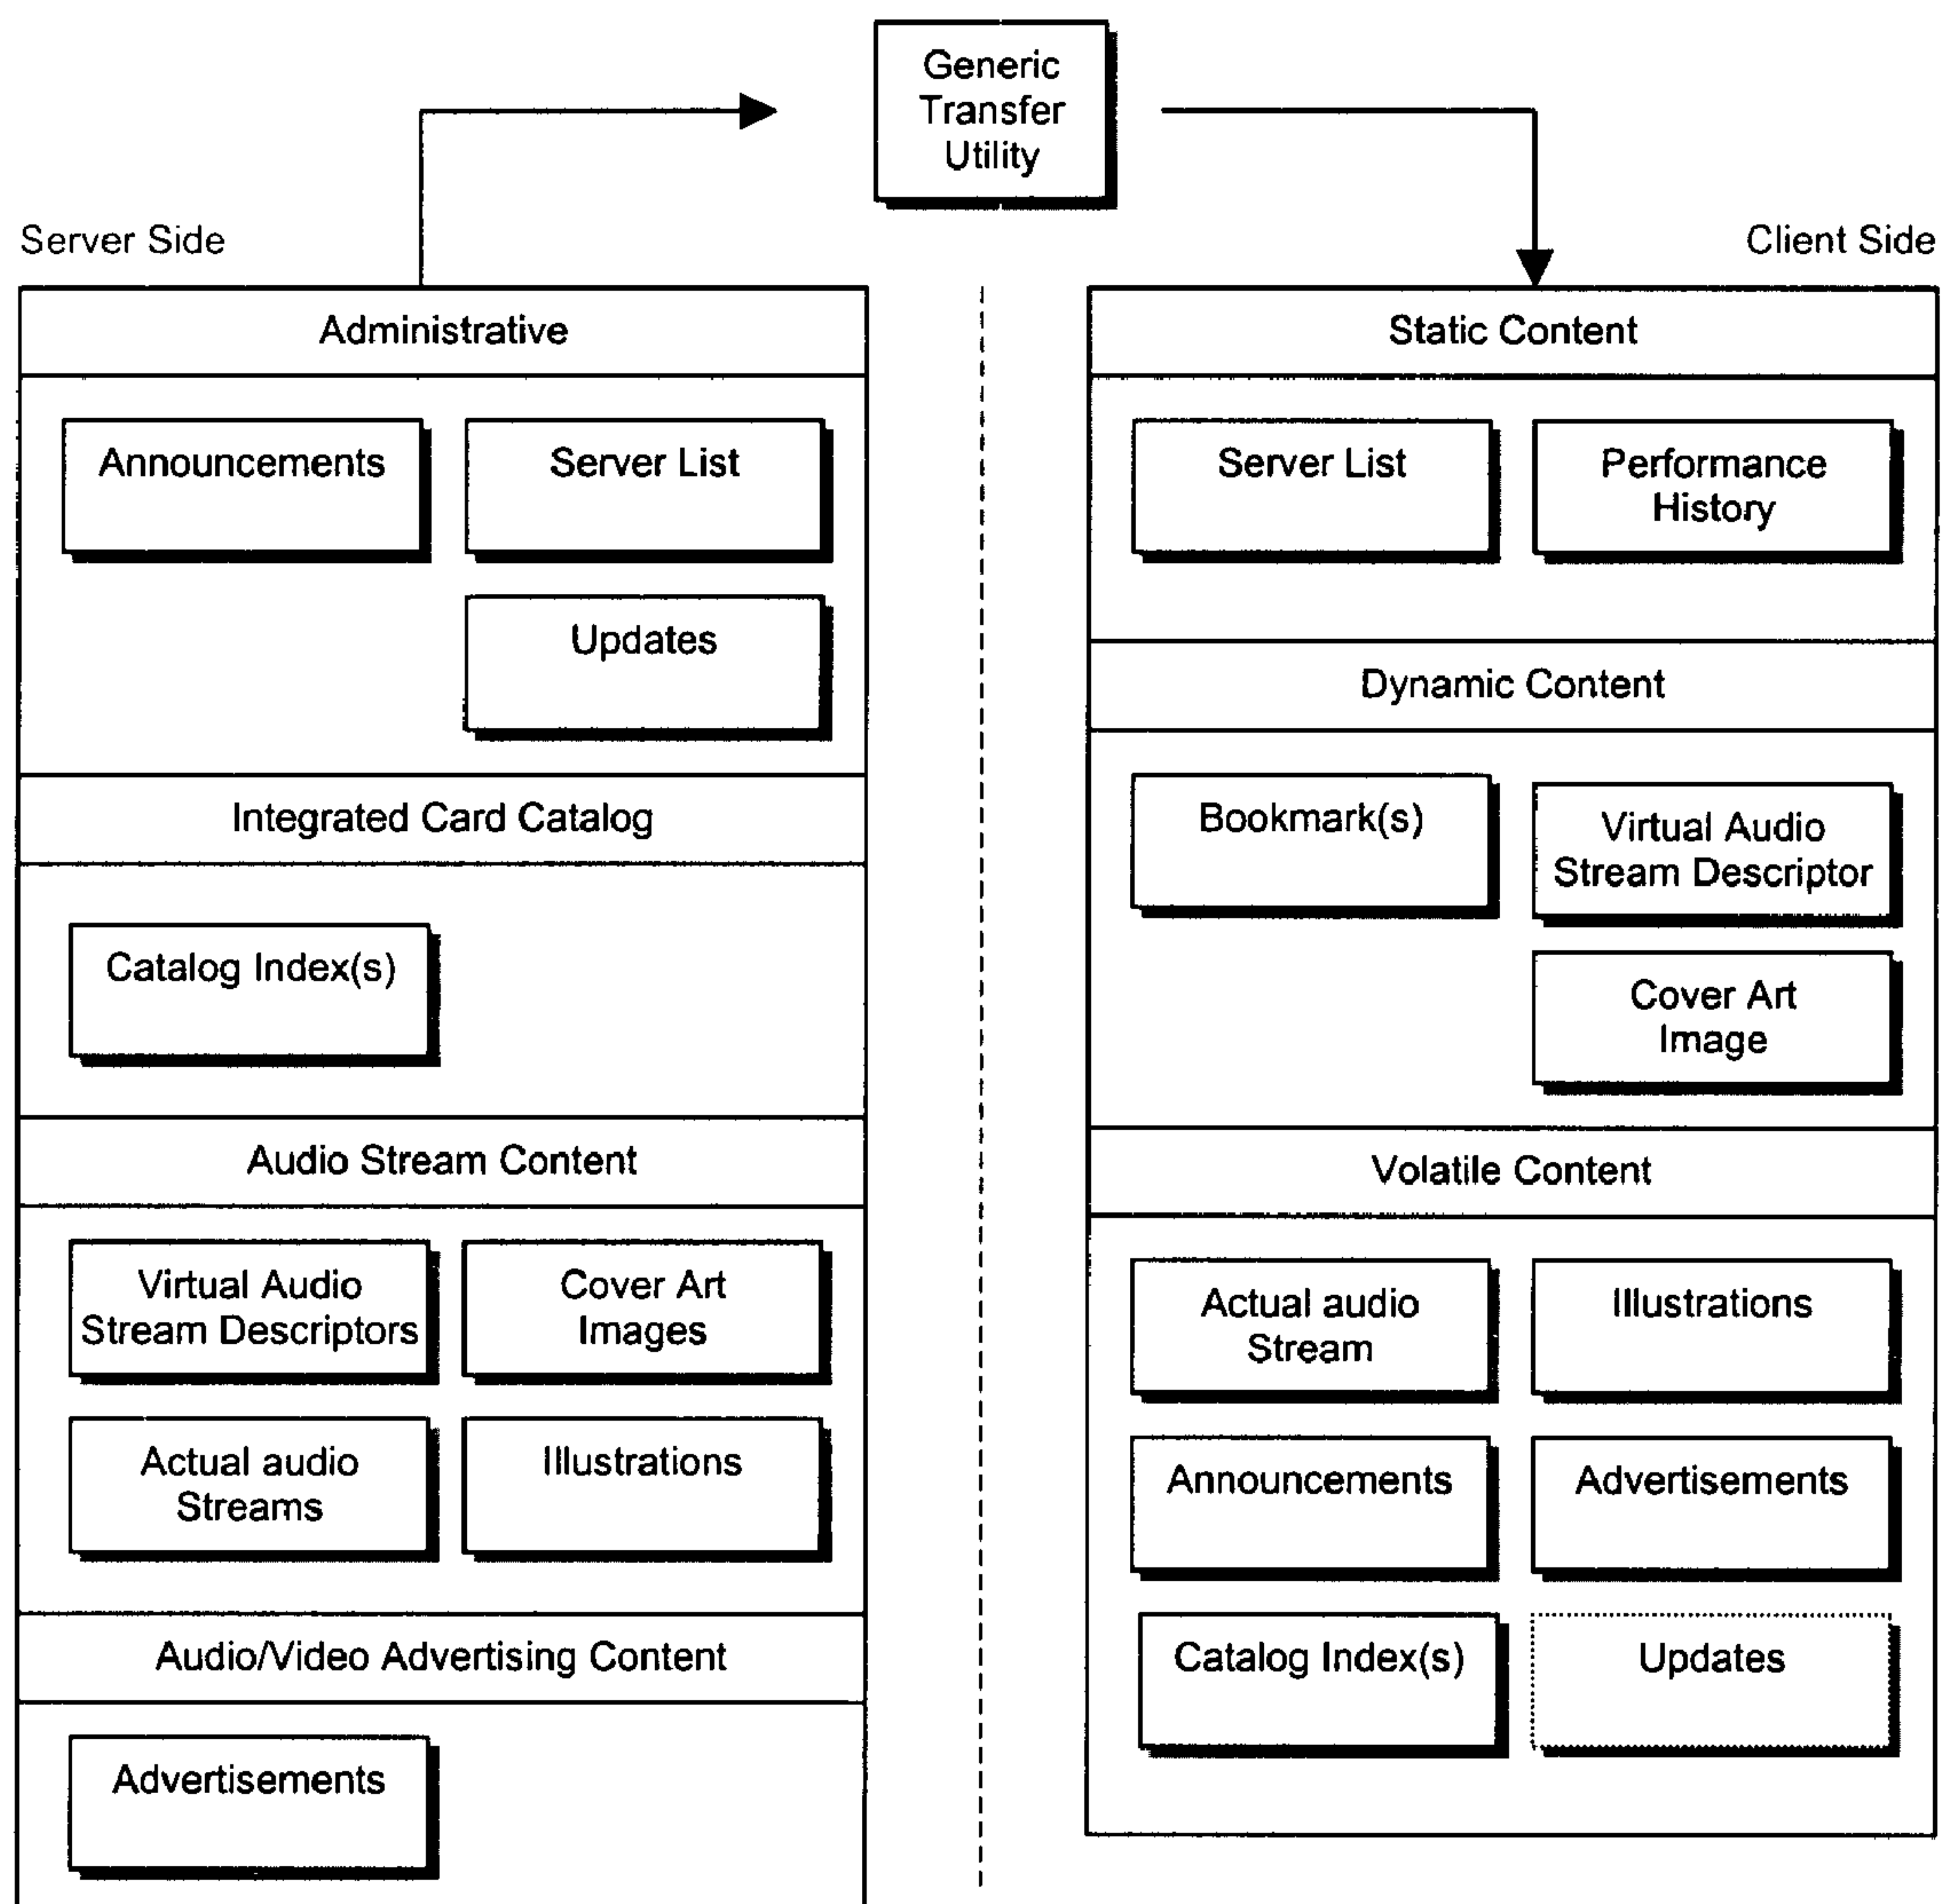 Generic
Transfer
Utility
Server Side
Client Side
Administrative
Announcements
Server List
Updates
Integrated Card Catalog
Catalog Index(s)
Audio Stream Content
Virtual Audio
Stream Descriptors
Cover Art
Images
Actual audio
Streams
Illustrations
Audio/Video Advertising Content
Advertisements
Static Content
Server List
Performance
History
Dynamic Content
Bookmark(s)
Virtual Audio
Stream Descriptor
Cover Art
Image
Volatile Content
Actual audio
Stream
Illustrations
Announcements
Advertisements
Catalog Index(s)
Updates